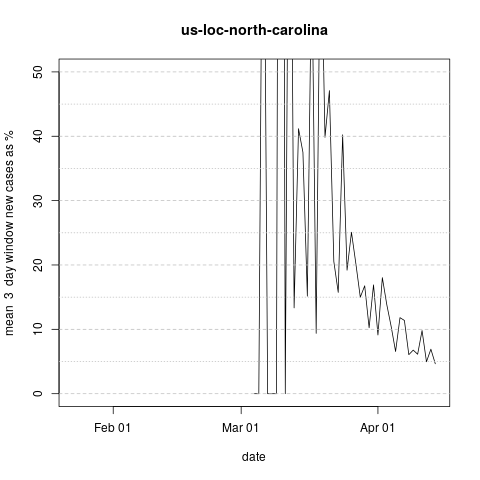 us-loc-north-carolina
mean 3 day window new cases as %
50
40
30
20
10
0
Feb 01
Mar 01
Apr 01
date